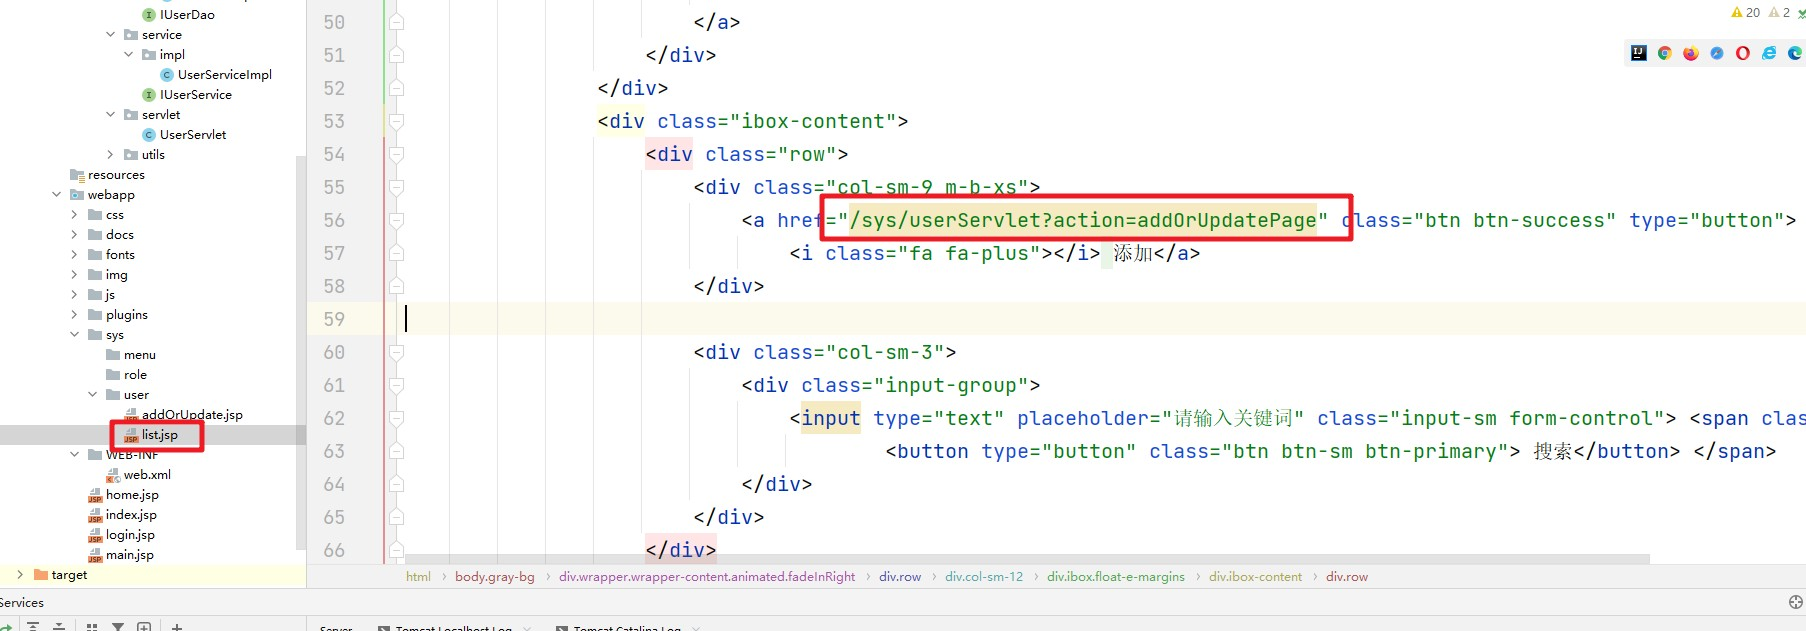 IUserDao
service
impl
UserServiceImpl
IUserService
servlet
UserServlet
utils
resources
webapp
css
docs
fonts
img
js
plugins
sys
menu
role
user
addOrUpdate.jsp
list.jsp
WEB-INF
web.xml
home.jsp
index.jsp
login.jsp
main.jsp
target
20 2
50 </a>
51 </div>
52 </div>
53 <div class="ibox-content">
54 <div class="row">
55 <div class="col-sm-9 m-b-xs">
56 <a href="/sys/userServlet?action=addOrUpdatePage" class="btn btn-success" type="button">
57 <i class="fa fa-plus"></i> 添加</a>
58 </div>
59
60 <div class="col-sm-3">
61 <div class="input-group">
62 <input type="text" placeholder="请输入关键词" class="input-sm form-control"> <span clas
63 <button type="button" class="btn btn-sm btn-primary"> 搜索</button> </span>
64 </div>
65 </div>
66 </div>
html body.gray-bg div.wrapper.wrapper-content.animated.fadeInRight div.row div.col-sm-12 div.ibox.float-e-margins div.ibox-content div.row
Services
Server Tomcat Localhost Log Tomcat Catalina Log